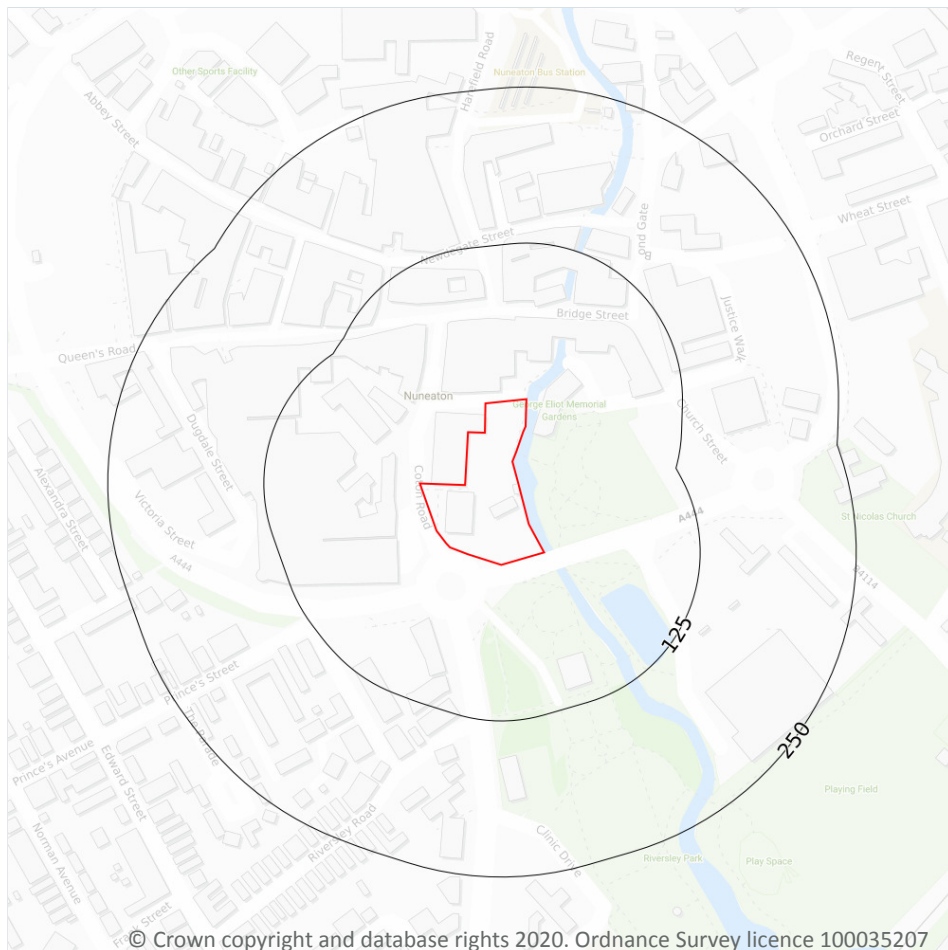 Harefield Road
Nuneaton Bus Station
Other Sports Facility
Regent Street
Abbey Street
Orchard Street
Wheat Street
Newdegate Street
Bond Gate
Bridge Street
Justice Walk
Queen's Road
Nuneaton
George Eliot Memorial
Gardens
Church Street
Dugdale Street
Coton Road
Alexandra Street
Victoria Street
A444
A444
St Nicolas Church
B4114
125
Prince's Street
The Parade
250
Prince's Avenue
Edward Street
Playing Field
Riversley Road
Norman Avenue
Clinic Drive
Riversley Park
Play Space
Frank Street
© Crown copyright and database rights 2020. Ordnance Survey licence 100035207